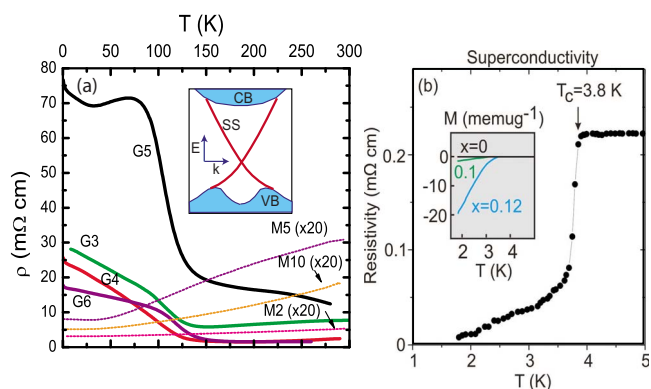 T (K)
0 50 100 150 200 250 300
80
70
60
50
40
30
20
10
0
ρ (mΩ cm)
(a)
G5
G3
G4
G6
CB
SS
E
k
VB
M5 (x20)
M10 (x20)
M2 (x20)
Superconductivity
(b)
T_C=3.8 K
M (memug⁻¹)
x=0
0
0.1
-10
x=0.12
-20
2 3 4
T (K)
Resistivity (mΩ cm)
0.2
0.1
0
1 2 3 4 5
T (K)